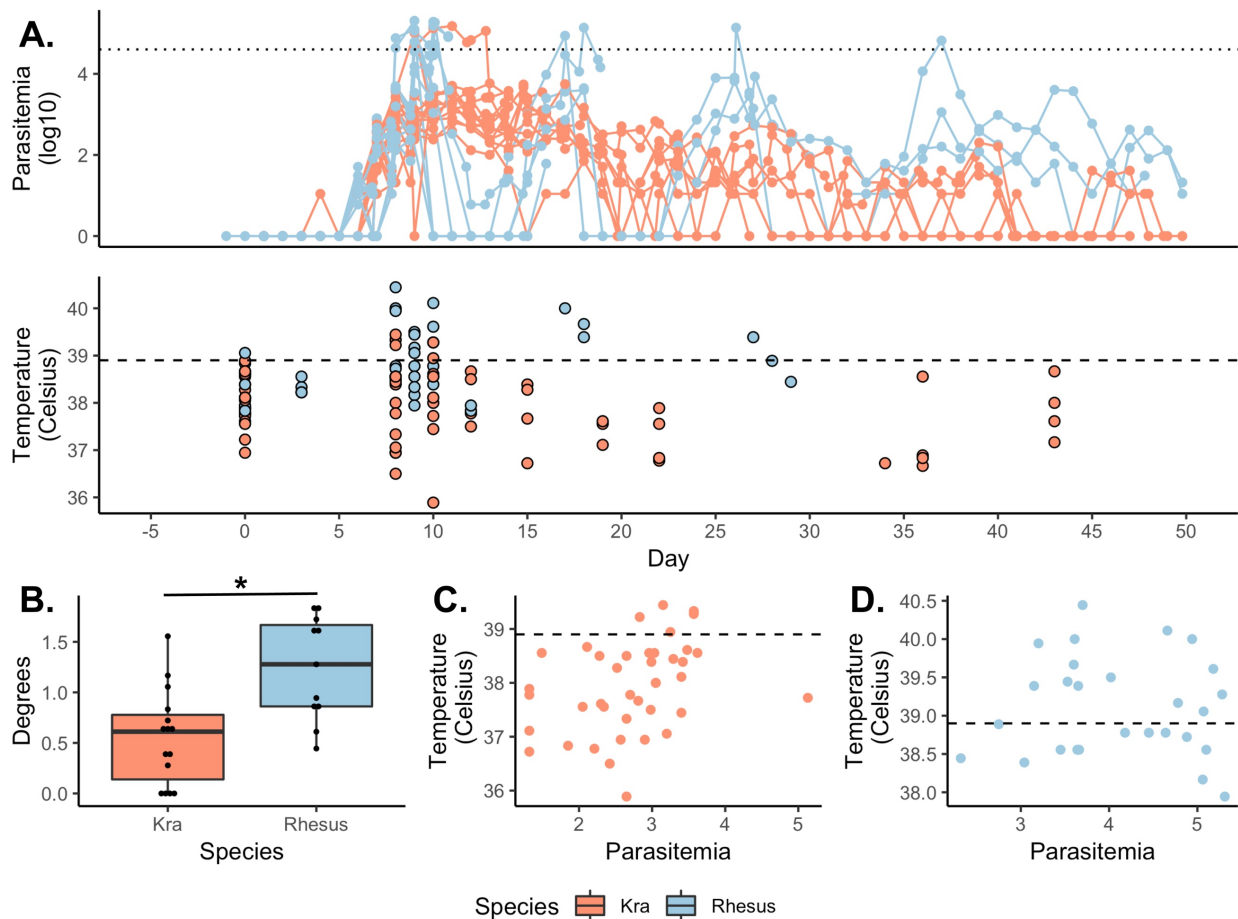 A.
Parasitemia
(log10)
4
2
0
Temperature
(Celsius)
40
39
38
37
36
-5 0 5 10 15 20 25 30 35 40 45 50
Day
B.
*
Degrees
1.5
1.0
0.5
0.0
Kra Rhesus
Species
C.
Temperature
(Celsius)
39
38
37
36
2 3 4 5
Parasitemia
D.
Temperature
(Celsius)
40.5
40.0
39.5
39.0
38.5
38.0
3 4 5
Parasitemia
Species Kra Rhesus